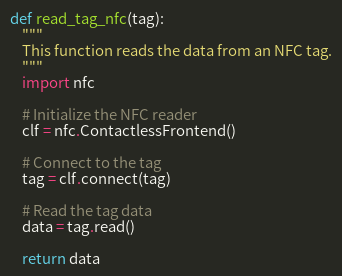 def read_tag_nfc(tag):
"""
This function reads the data from an NFC tag.
"""
import nfc
# Initialize the NFC reader
clf = nfc.ContactlessFrontend()
# Connect to the tag
tag = clf.connect(tag)
# Read the tag data
data = tag.read()
return data